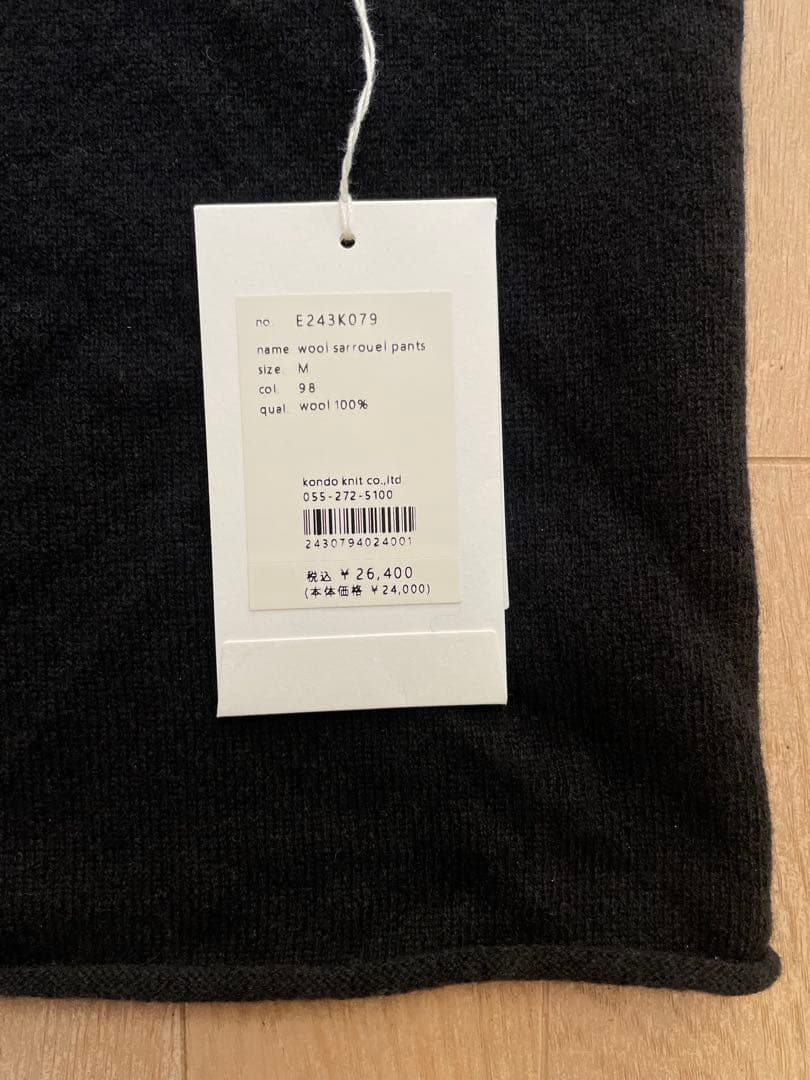 no. E243K079
name wool sarrouel pants
size. M
col. 98
qual. wool 100%
kondo knit co.,ltd
055-272-5100
2430794024001
税込 ¥26,400
(本体価格 ¥24,000)